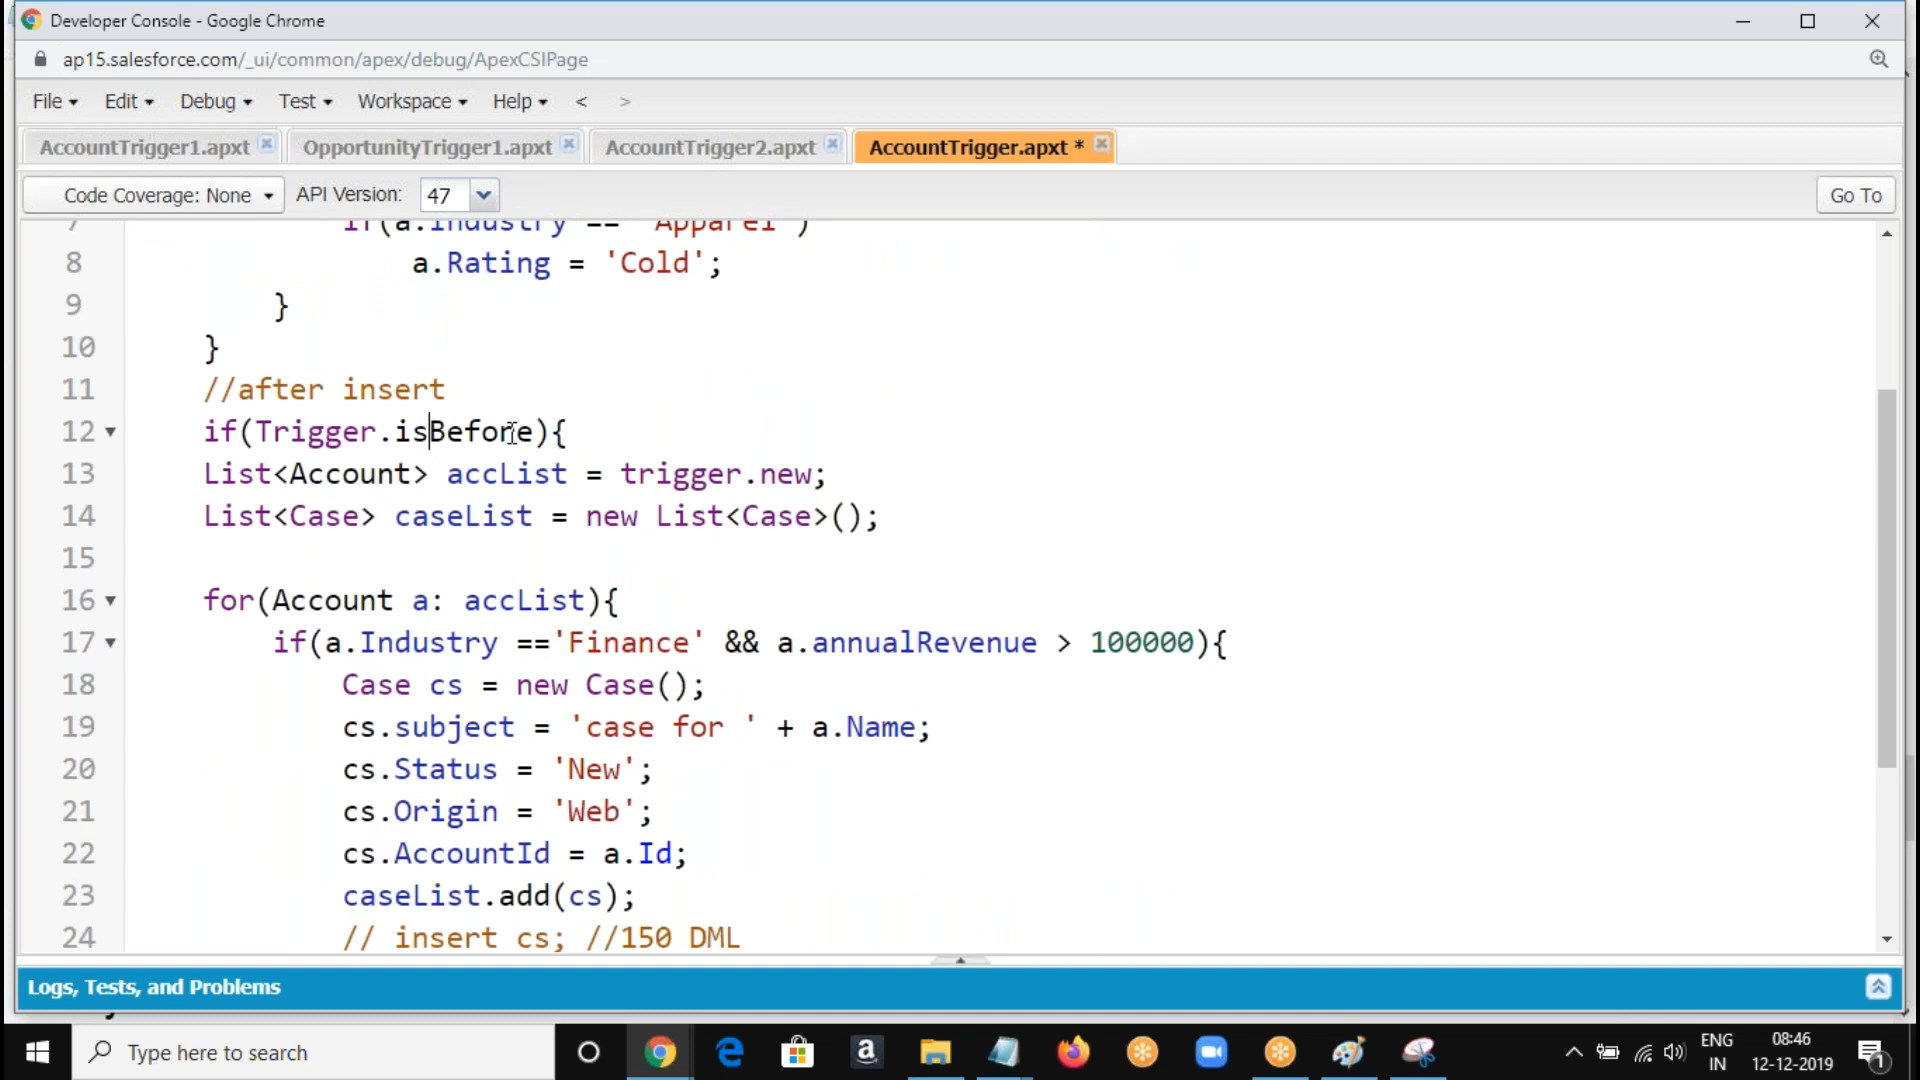 Developer Console - Google Chrome
ap15.salesforce.com/_ui/common/apex/debug/ApexCSIPage
File Edit Debug Test Workspace Help < >
AccountTrigger1.apxt OpportunityTrigger1.apxt AccountTrigger2.apxt AccountTrigger.apxt *
Code Coverage: None API Version: 47 Go To
7 if(a.Industry == 'Apparel')
8 a.Rating = 'Cold';
9 }
10 }
11 //after insert
12 if(Trigger.isBefore){
13 List<Account> accList = trigger.new;
14 List<Case> caseList = new List<Case>();
15
16 for(Account a: accList){
17 if(a.Industry =='Finance' && a.annualRevenue > 100000){
18 Case cs = new Case();
19 cs.subject = 'case for ' + a.Name;
20 cs.Status = 'New';
21 cs.Origin = 'Web';
22 cs.AccountId = a.Id;
23 caseList.add(cs);
24 // insert cs; //150 DML
Logs, Tests, and Problems
Type here to search
ENG
IN
08:46
12-12-2019
1